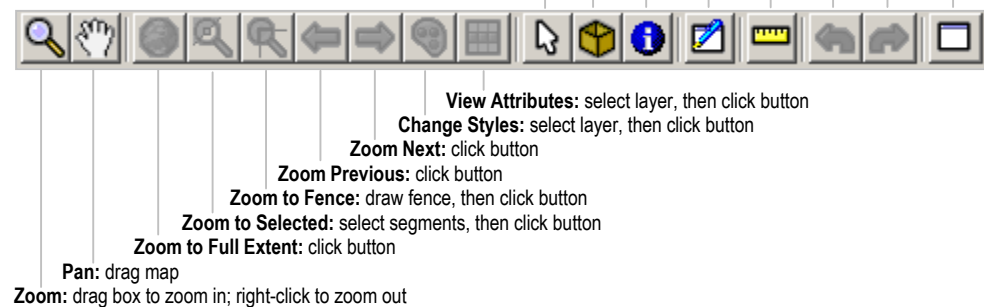 View Attributes: select layer, then click button
Change Styles: select layer, then click button
Zoom Next: click button
Zoom Previous: click button
Zoom to Fence: draw fence, then click button
Zoom to Selected: select segments, then click button
Zoom to Full Extent: click button
Pan: drag map
Zoom: drag box to zoom in; right-click to zoom out